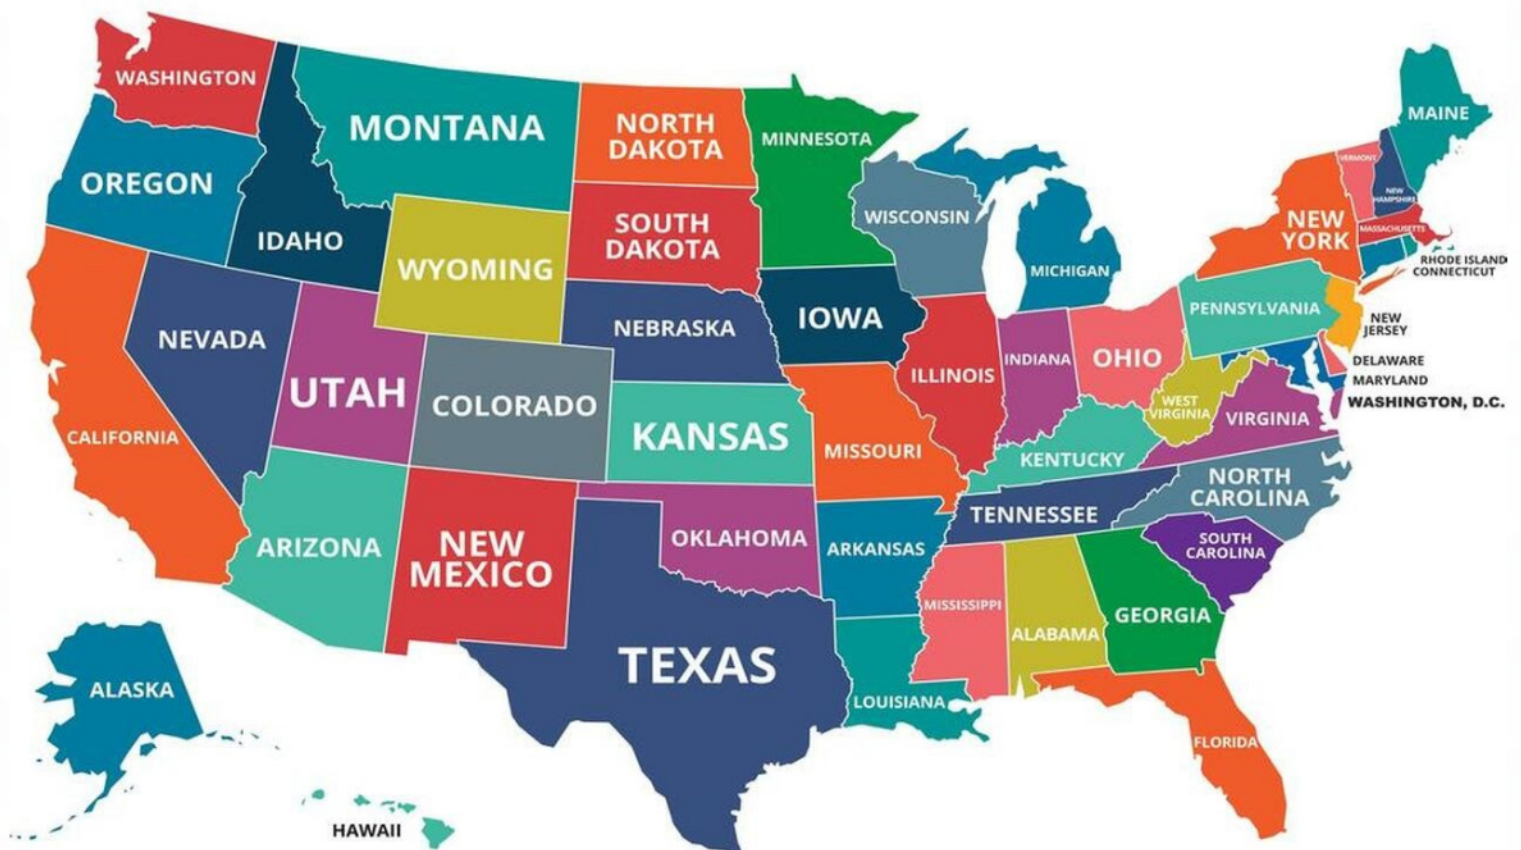 WASHINGTON
MONTANA
NORTH
DAKOTA
MINNESOTA
MAINE
OREGON
IDAHO
WYOMING
SOUTH
DAKOTA
WISCONSIN
MICHIGAN
VERMONT
NEW
HAMPSHIRE
NEW
YORK
MASSACHUSETTS
RHODE ISLAND
CONNECTICUT
NEVADA
NEBRASKA
IOWA
PENNSYLVANIA
NEW
JERSEY
UTAH
COLORADO
ILLINOIS
INDIANA
OHIO
DELAWARE
MARYLAND
WASHINGTON, D.C.
CALIFORNIA
KANSAS
MISSOURI
WEST
VIRGINIA
VIRGINIA
KENTUCKY
NORTH
CAROLINA
ARIZONA
NEW
MEXICO
OKLAHOMA
ARKANSAS
TENNESSEE
SOUTH
CAROLINA
MISSISSIPPI
ALABAMA
GEORGIA
TEXAS
LOUISIANA
FLORIDA
ALASKA
HAWAII